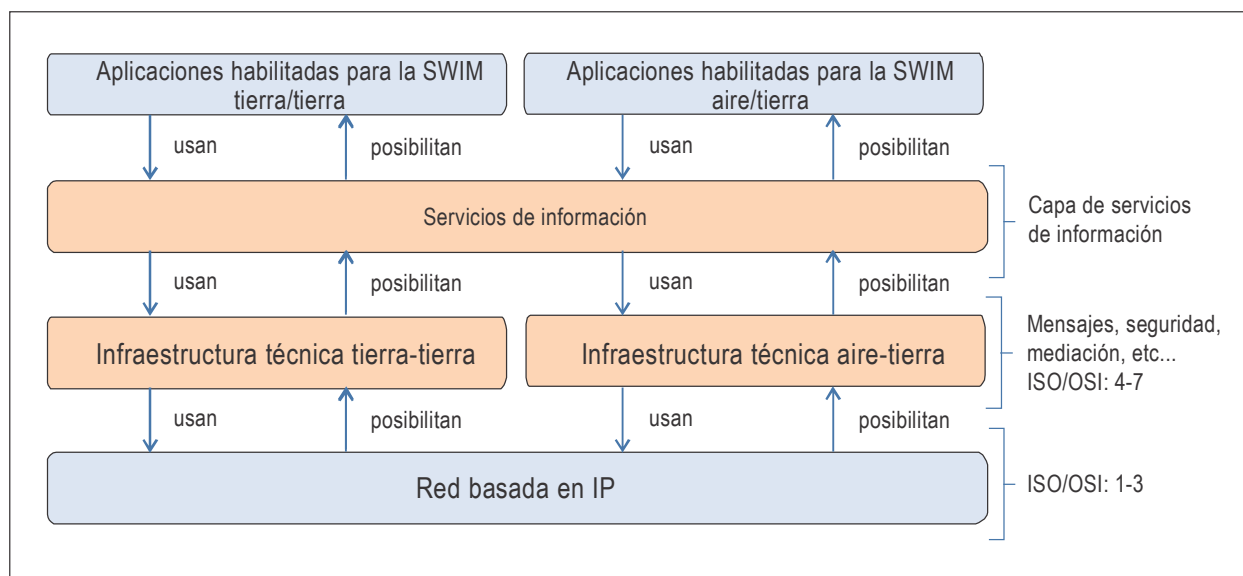 Aplicaciones habilitadas para la SWIM
tierra/tierra
Aplicaciones habilitadas para la SWIM
aire/tierra
usan
posibilitan
usan
posibilitan
Servicios de información
Capa de servicios
de información
usan
posibilitan
usan
posibilitan
Infraestructura técnica tierra-tierra
Infraestructura técnica aire-tierra
Mensajes, seguridad,
mediación, etc...
ISO/OSI: 4-7
usan
posibilitan
usan
posibilitan
Red basada en IP
ISO/OSI: 1-3